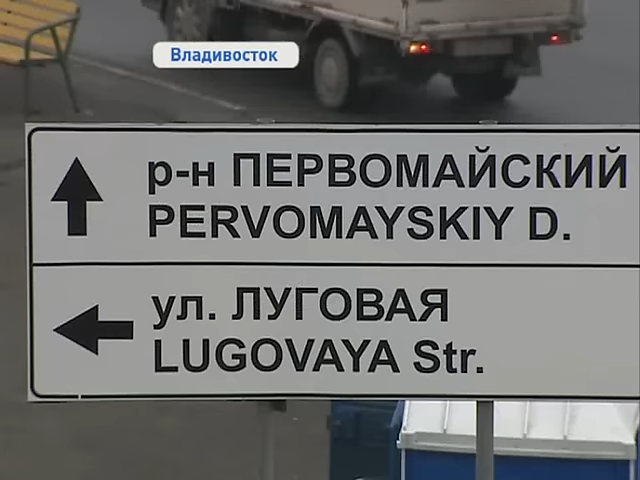 Владивосток
р-н ПЕРВОМАЙСКИЙ
PERVOMAYSKIY D.
ул. ЛУГОВАЯ
LUGOVAYA Str.